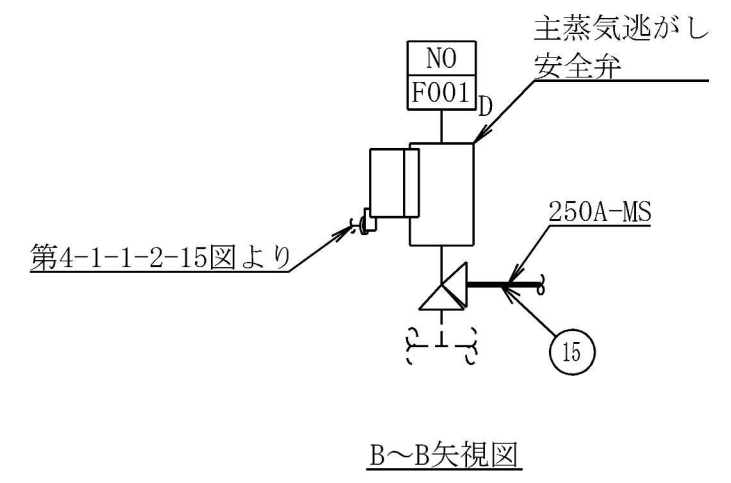 主蒸気逃がし
安全弁
NO
F001
D
250A-MS
第4-1-1-2-15図より
15
B～B矢視図